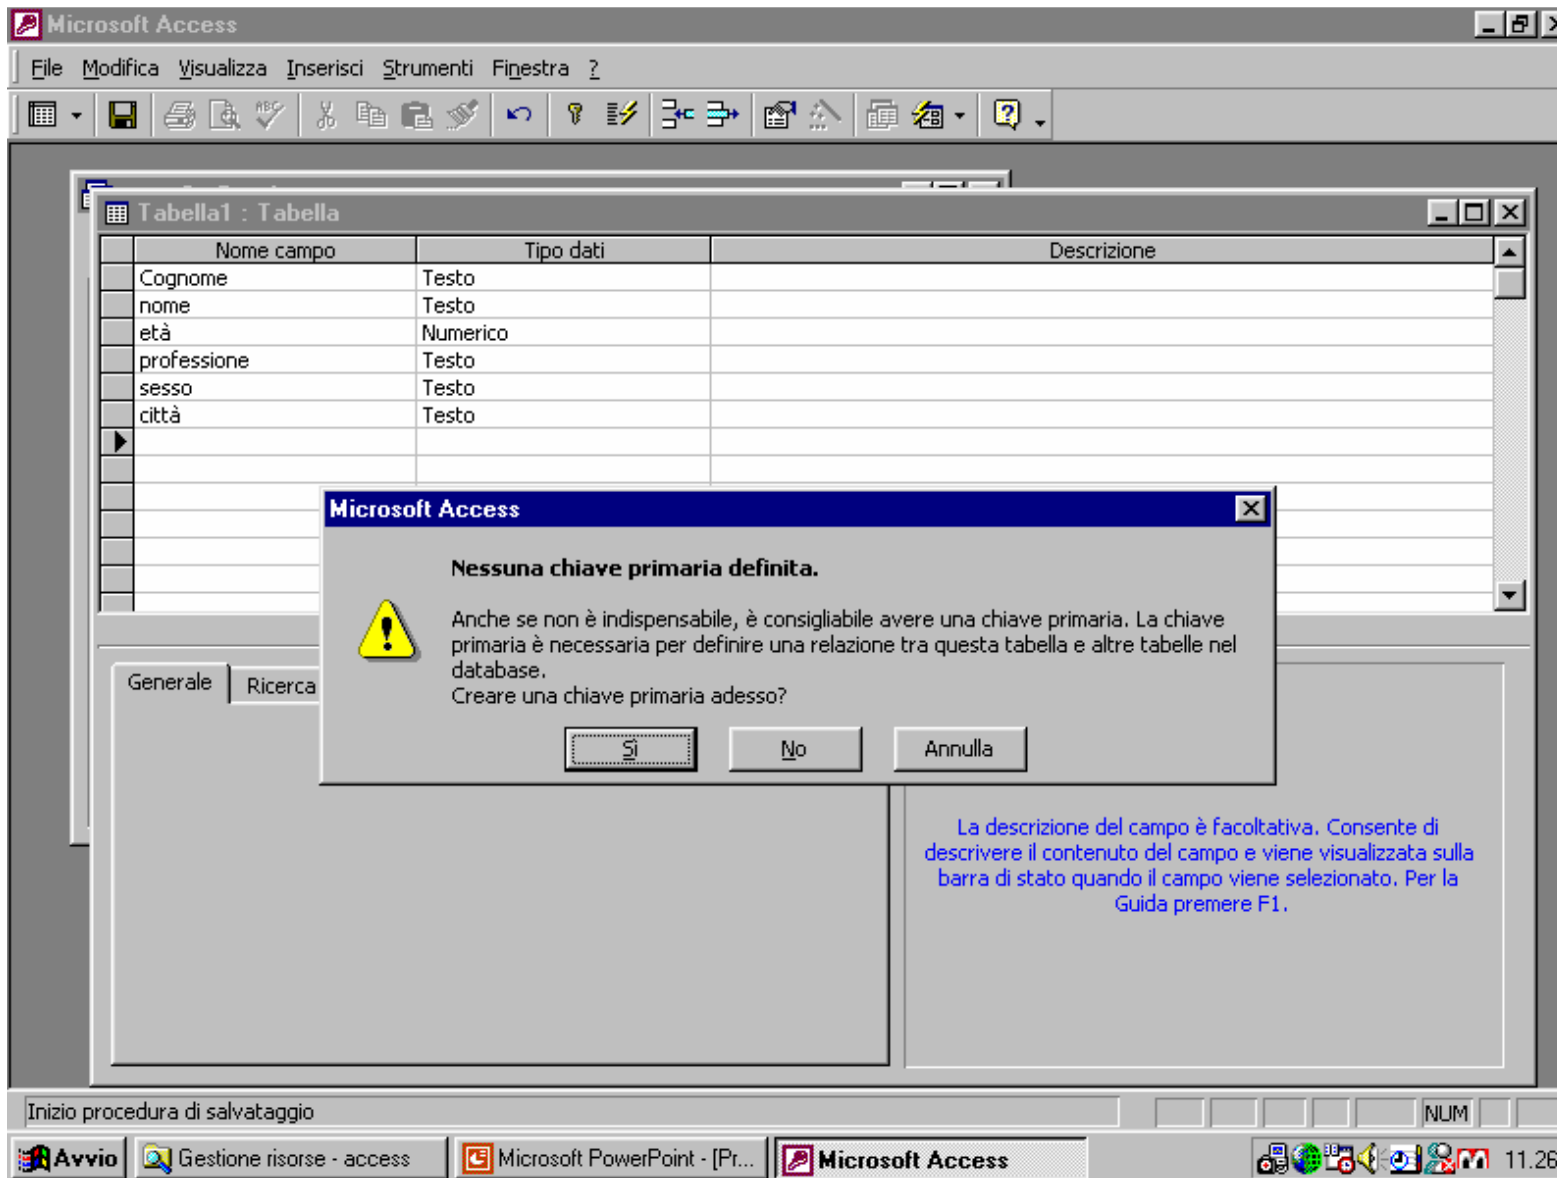 Microsoft Access
File Modifica Visualizza Inserisci Strumenti Finestra ?
Tabella1 : Tabella
Nome campo Tipo dati Descrizione
Cognome Testo
nome Testo
età Numerico
professione Testo
sesso Testo
città Testo
Microsoft Access
Nessuna chiave primaria definita.
Anche se non è indispensabile, è consigliabile avere una chiave primaria. La chiave
primaria è necessaria per definire una relazione tra questa tabella e altre tabelle nel
database.
Creare una chiave primaria adesso?
Sì No Annulla
Generale Ricerca
La descrizione del campo è facoltativa. Consente di
descrivere il contenuto del campo e viene visualizzata sulla
barra di stato quando il campo viene selezionato. Per la
Guida premere F1.
Inizio procedura di salvataggio NUM
Avvio Gestione risorse - access Microsoft PowerPoint - [Pr... Microsoft Access 11.26